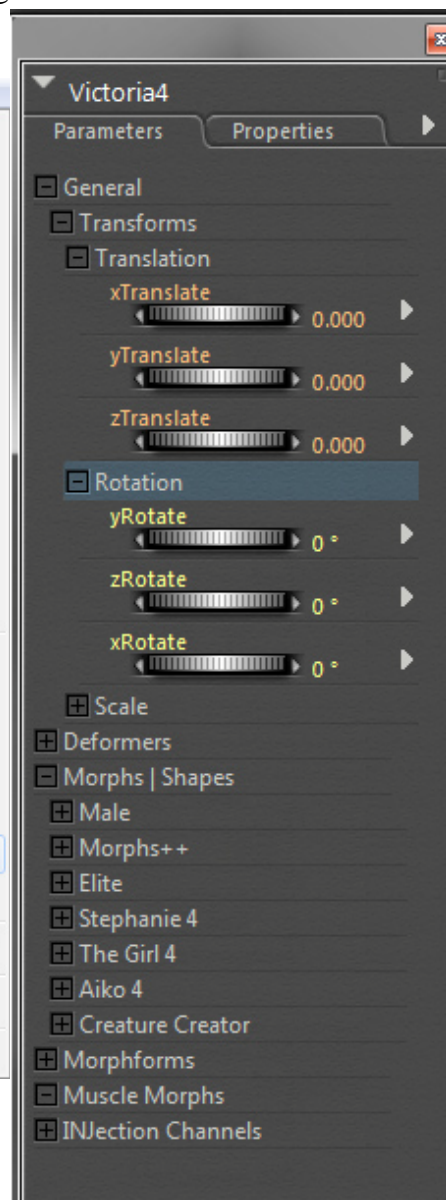 Victoria4
Parameters Properties
General
Transforms
Translation
xTranslate
0.000
yTranslate
0.000
zTranslate
0.000
Rotation
yRotate
0 °
zRotate
0 °
xRotate
0 °
Scale
Deformers
Morphs | Shapes
Male
Morphs++
Elite
Stephanie 4
The Girl 4
Aiko 4
Creature Creator
Morphforms
Muscle Morphs
INJection Channels